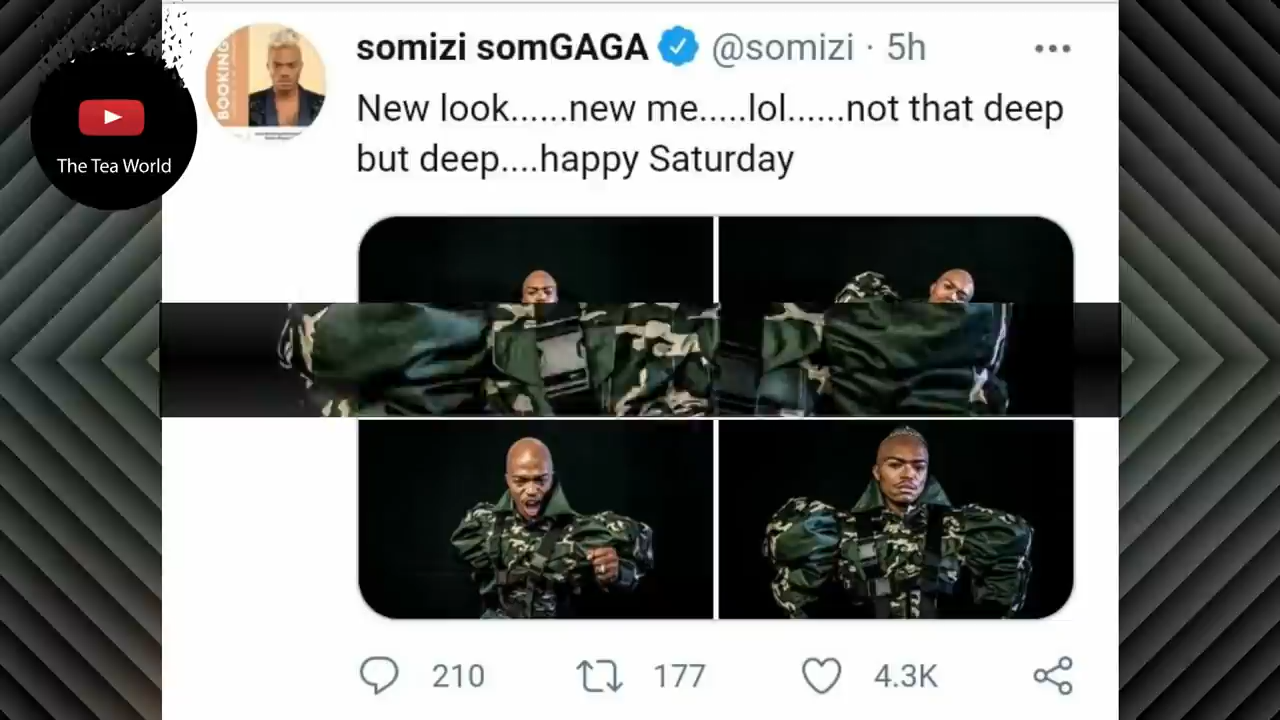 somizi somGAGA @somizi · 5h
New look......new me.....lol......not that deep
but deep....happy Saturday
BOOKING
The Tea World
210 177 4.3K